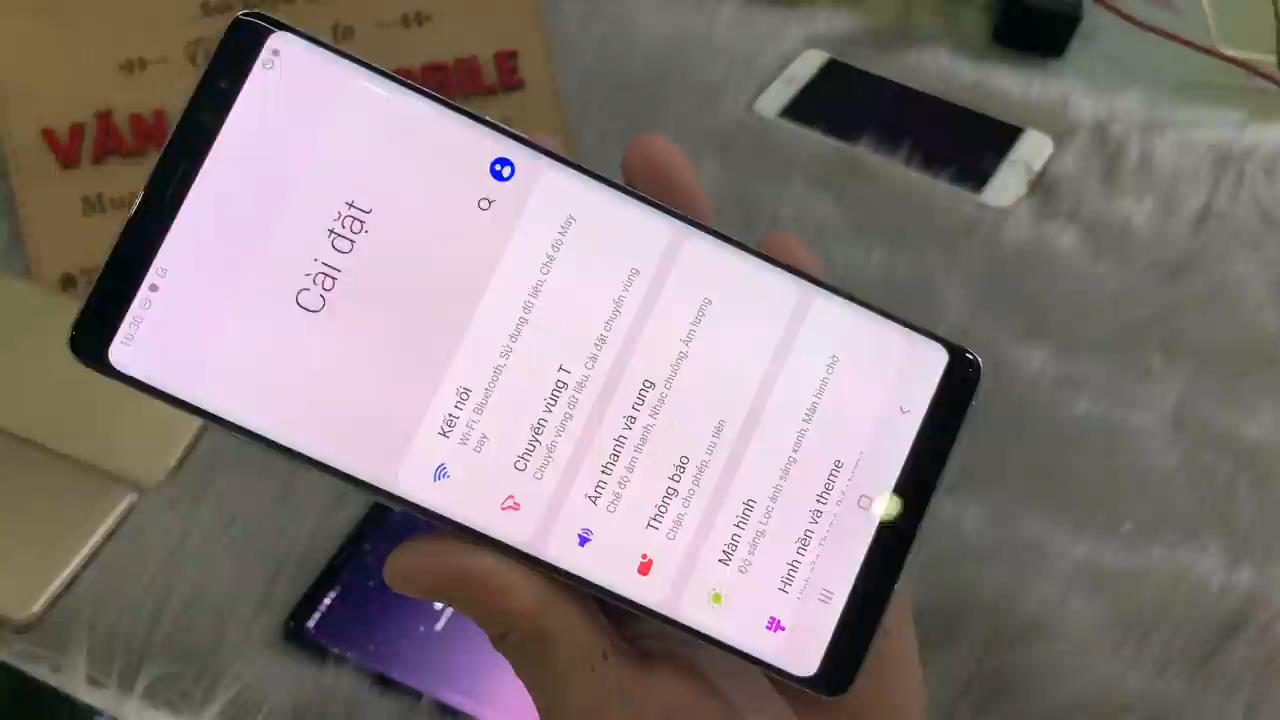 VĂN
MOBILE
10:30
Cài đặt
Kết nối
Wi-Fi, Bluetooth, Sử dụng dữ liệu, Chế độ Máy
bay
Chuyển vùng T
Chuyển vùng dữ liệu, Cài đặt chuyển vùng
Âm thanh và rung
Chế độ âm thanh, Nhạc chuông, Âm lượng
Thông báo
Chặn, cho phép, ưu tiên
Màn hình
Độ sáng, Lọc ánh sáng xanh, Màn hình chờ
Hình nền và theme